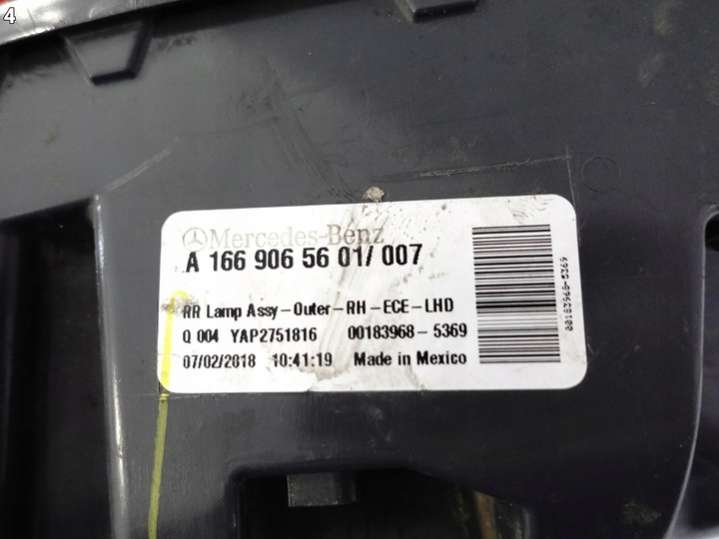 4
Mercedes-Benz
A 166 906 56 01/ 007
RR Lamp Assy-Outer-RH-ECE-LHD
Q 004 YAP2751816 00183968-5369
07/02/2018 10:41:19 Made in Mexico
00183968-5369